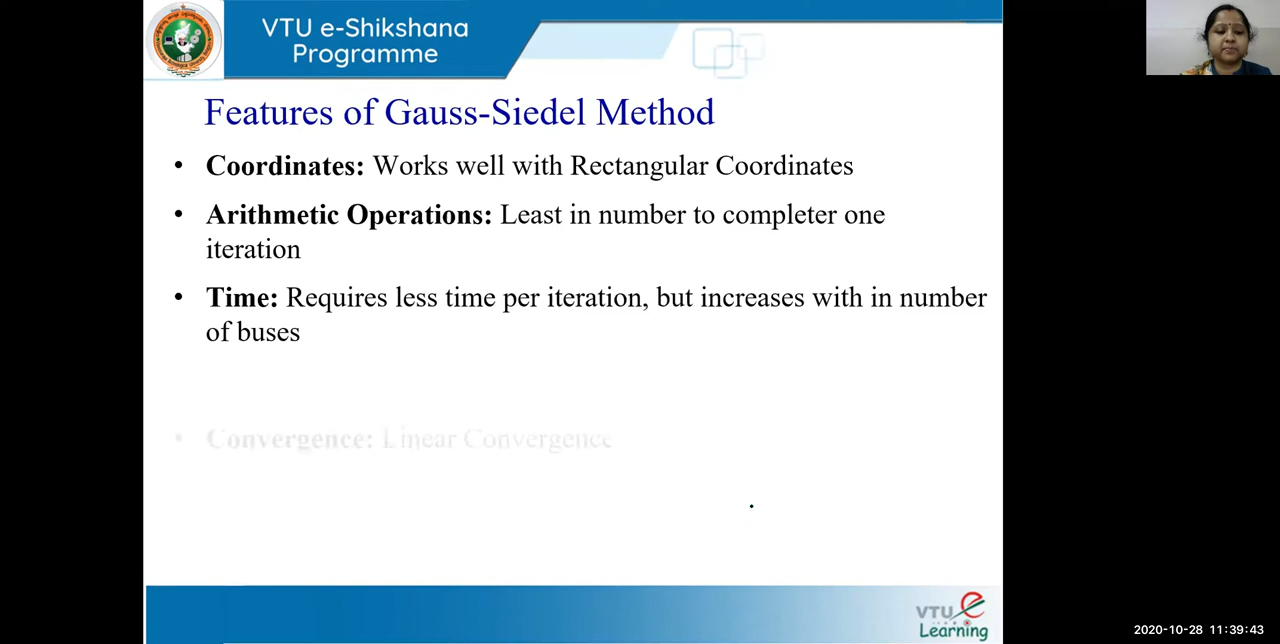 VTU e-Shikshana
Programme
Features of Gauss-Siedel Method
• Coordinates: Works well with Rectangular Coordinates
• Arithmetic Operations: Least in number to completer one
iteration
• Time: Requires less time per iteration, but increases with in number
of buses
• Convergence: Linear Convergence
VTU e
Learning
2020-10-28 11:39:43